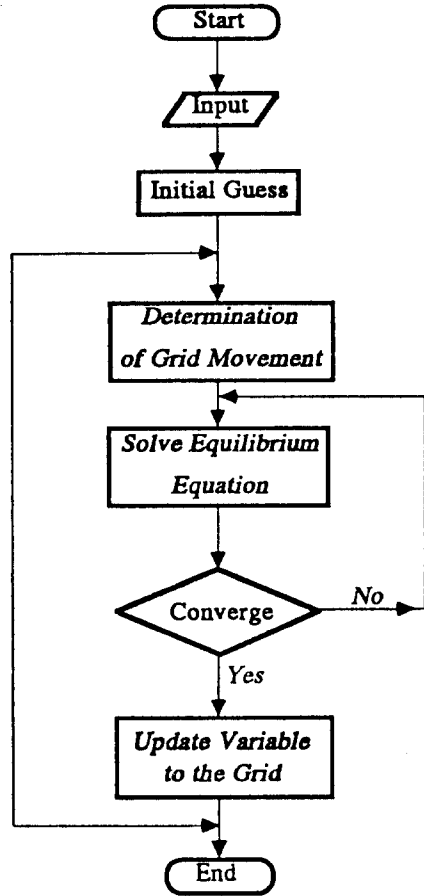 Start
Input
Initial Guess
Determination
of Grid Movement
Solve Equilibrium
Equation
Converge
No
Yes
Update Variable
to the Grid
End